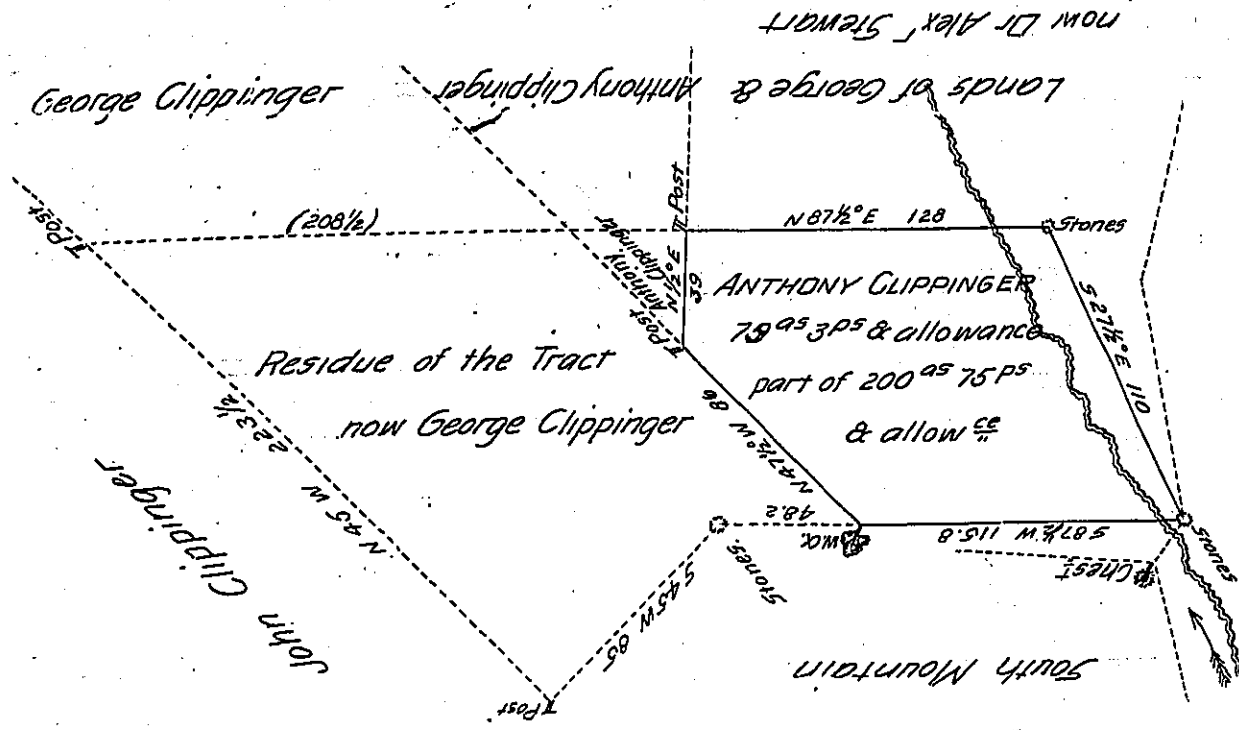 now Dr Alexr Stewart
Lands of George & Anthony Clippinger
George Clippinger
Post
(208½)
Post
N 87½° E 128
Stones
Anthony
Clippinger
N ½° E
39
Post
ANTHONY CLIPPINGER
79 as 3 ps & allowance
part of 200 as 75 ps
& allow ce
S 27½° E 110
Residue of the Tract
now George Clippinger
N 47½° W 86
223½
N 45 W
John Clippinger
48.2
W.O.
S 87½ W 115.8
Stones
Stones.
Chest
S 45 W 85
Post
South Mountain